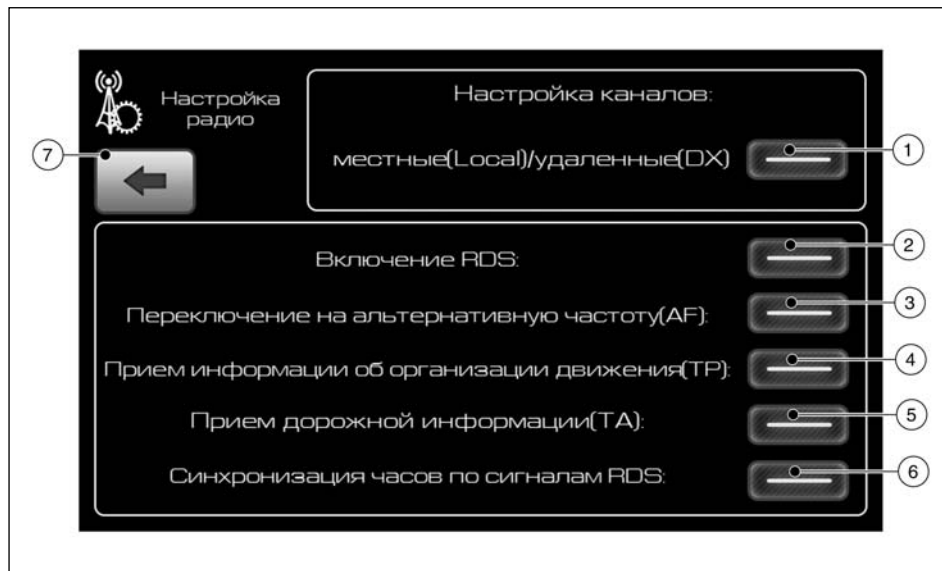 Настройка
радио
Настройка каналов:
местные(Local)/удаленные(DX)
1
7
Включение RDS:
2
Переключение на альтернативную частоту(AF):
3
Прием информации об организации движения(TP):
4
Прием дорожной информации(TA):
5
Синхронизация часов по сигналам RDS:
6